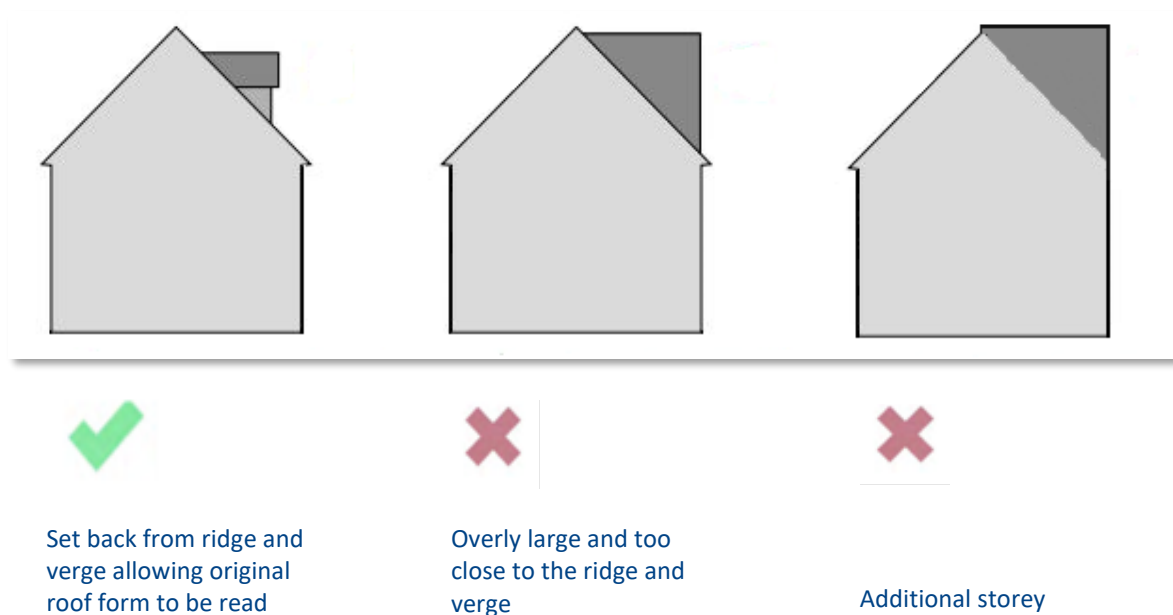 Set back from ridge and
verge allowing original
roof form to be read
Overly large and too
close to the ridge and
verge
Additional storey